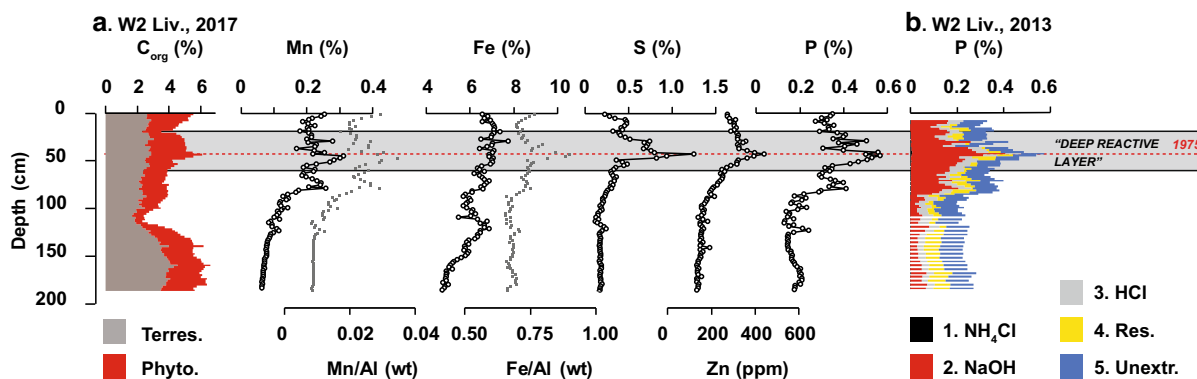 a. W2 Liv., 2017
b. W2 Liv., 2013
Corg (%)
Mn (%)
Fe (%)
S (%)
P (%)
P (%)
0 2 4 6
0 0.2 0.4
4 6 8 10
0 0.5 1.0 1.5
0 0.2 0.4 0.6
0 0.2 0.4 0.6
Depth (cm)
0
50
100
150
200
"DEEP REACTIVE
LAYER"
1975
0 0.02 0.04
Mn/Al (wt)
0.50 0.75 1.00
Fe/Al (wt)
0 200 400 600
Zn (ppm)
Terres.
Phyto.
1. NH4Cl
2. NaOH
3. HCl
4. Res.
5. Unextr.